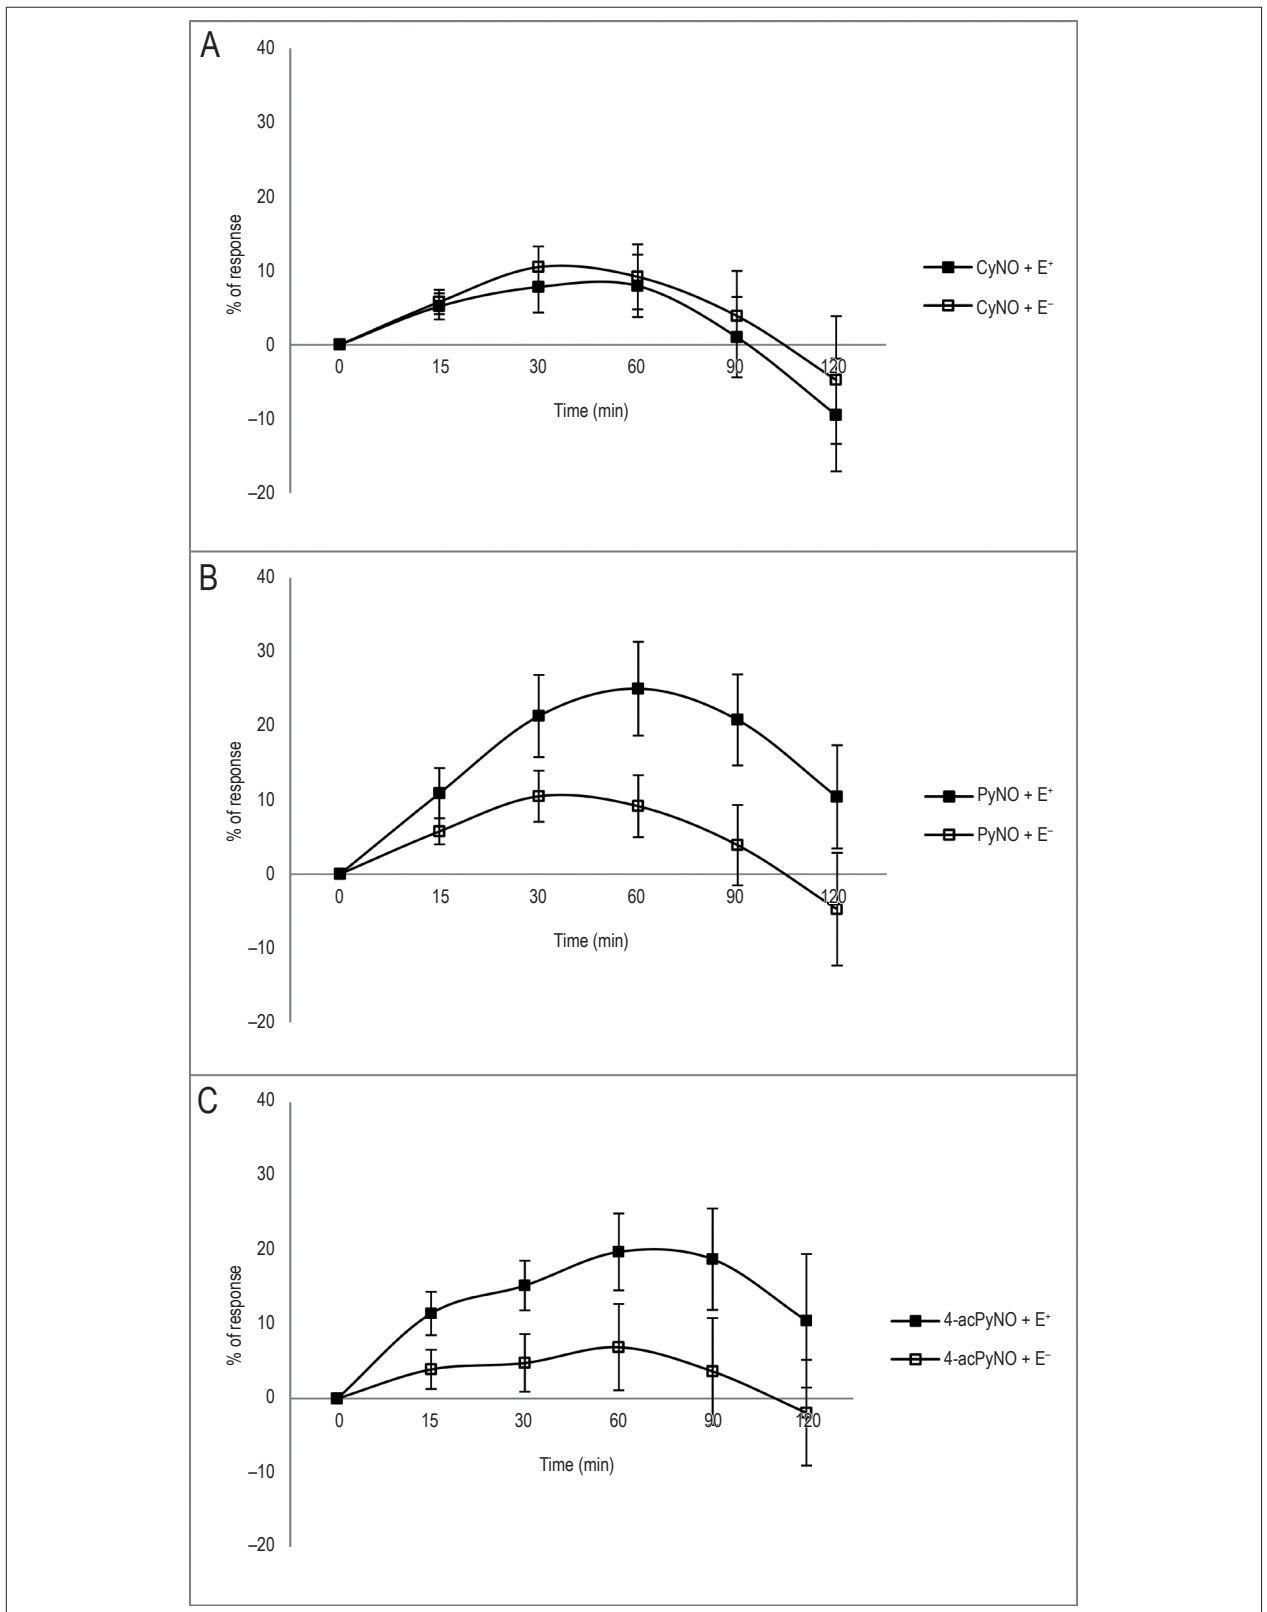 A
40
30
20
10
0
–10
–20
% of response
0 15 30 60 90 120
Time (min)
CyNO + E⁺
CyNO + E⁻
B
40
30
20
10
0
–10
–20
% of response
0 15 30 60 90 120
Time (min)
PyNO + E⁺
PyNO + E⁻
C
40
30
20
10
0
–10
–20
% of response
0 15 30 60 90 120
Time (min)
4-acPyNO + E⁺
4-acPyNO + E⁻